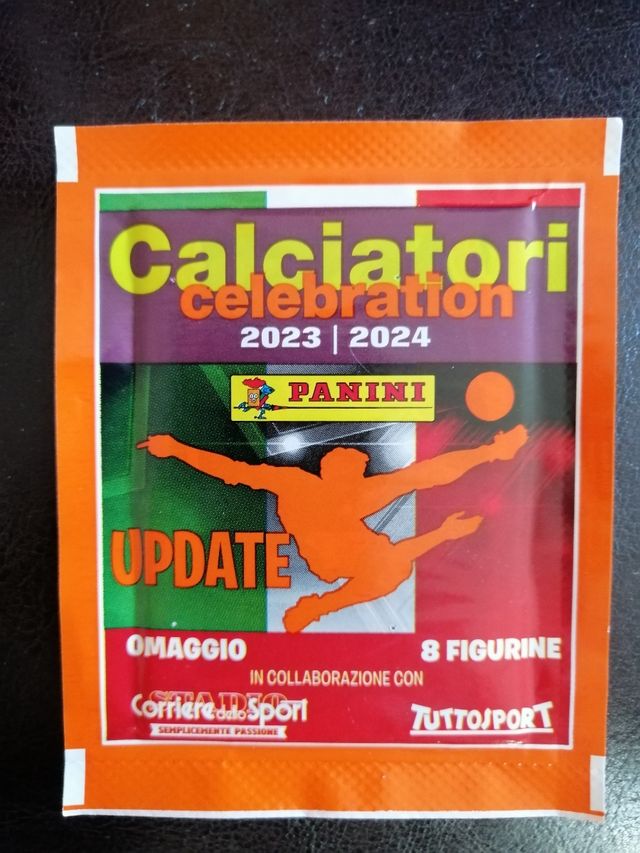 Calciatori
celebration
2023 | 2024
PANINI
UPDATE
OMAGGIO
8 FIGURINE
IN COLLABORAZIONE CON
STADIO
Corriere dello Sport
SEMPLICEMENTE PASSIONE
TUTTOSPORT